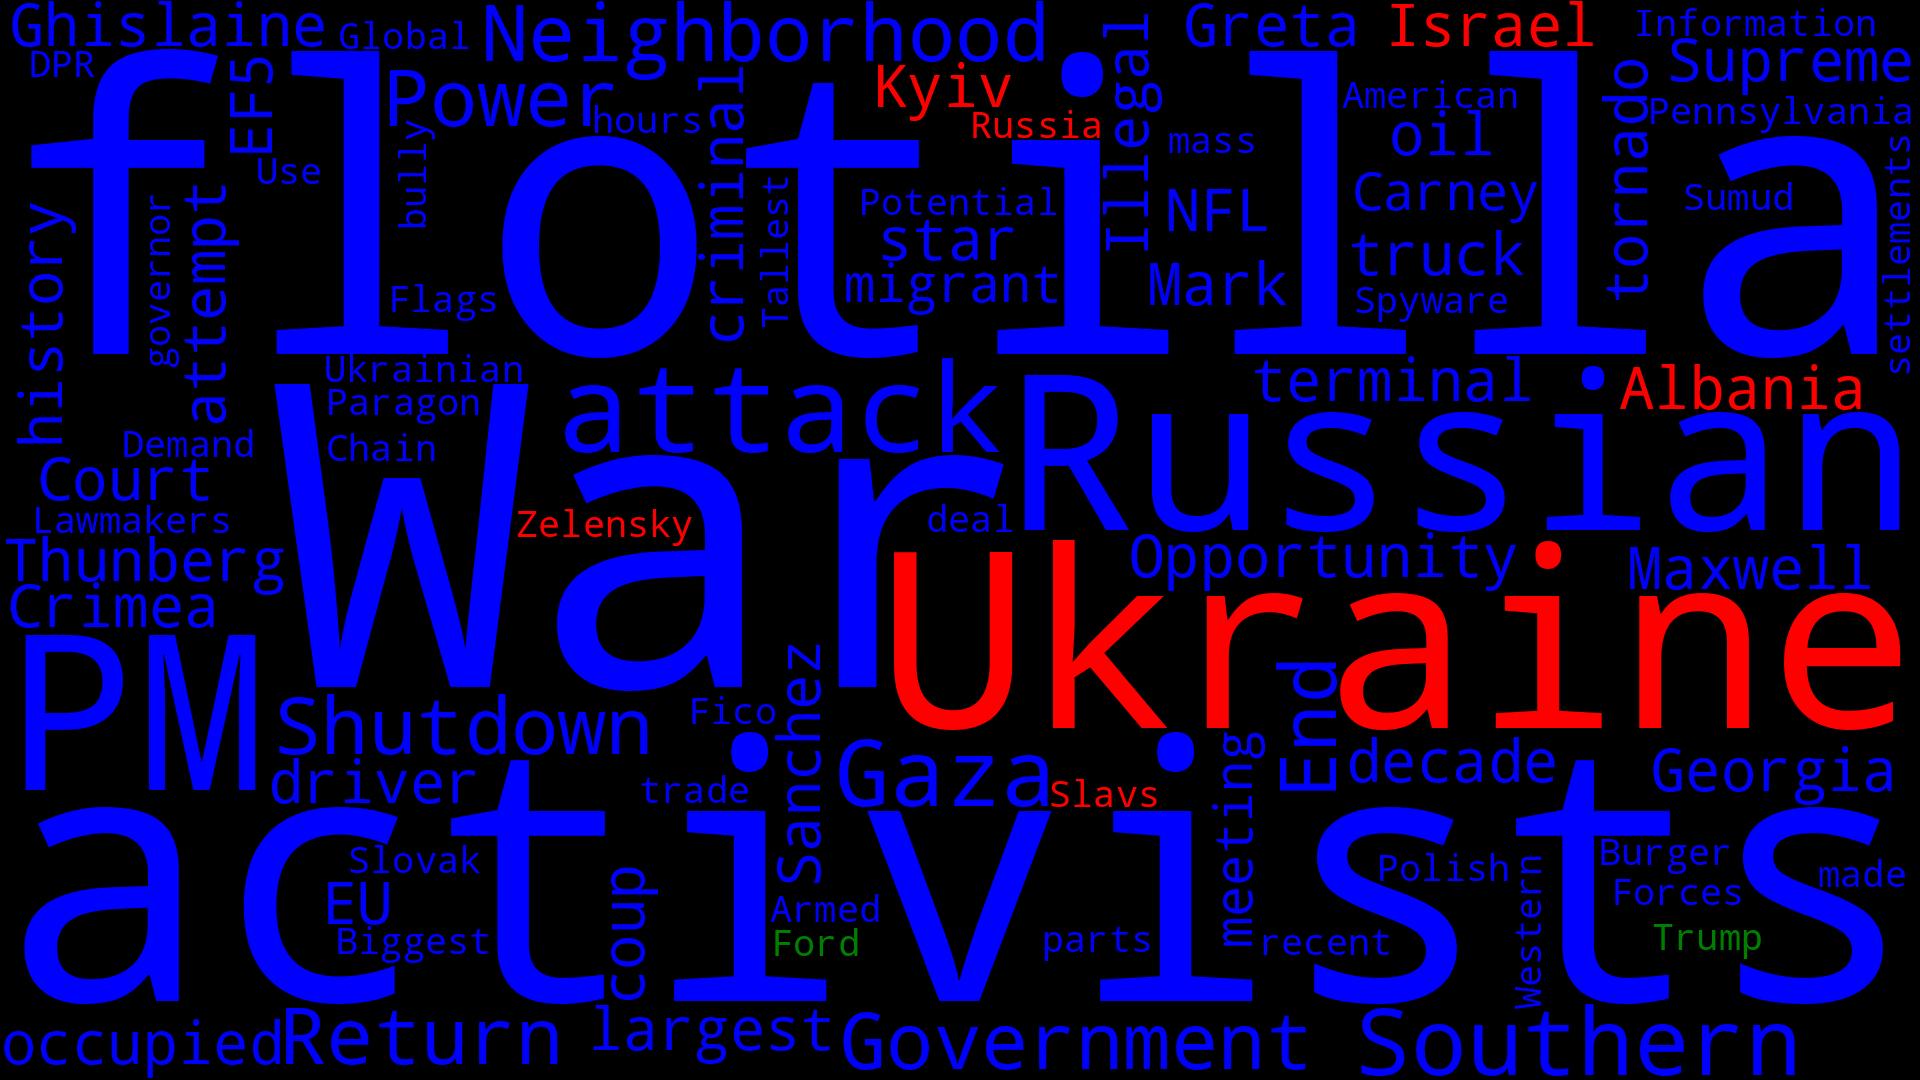 Ghislaine
Global
Neighborhood
Greta
Israel
Information
DPR
EF5
Power
hours
criminal
Kyiv
Russia
Illegal
American
Supreme
flotilla
Use
bully
mass
oil
tornado
Pennsylvania
history
governor
attempt
Flags
Tallest
Potential
star
migrant
NFL
Mark
Carney
truck
Spyware
Sumud
settlements
Ukrainian
Paragon
Chain
attack
terminal
Albania
Demand
Court
Lawmakers
Thunberg
Crimea
War
Zelensky
deal
Russian
Opportunity
Maxwell
PM
Ukraine
Shutdown
Fico
Sanchez
End
driver
trade
Gaza
Slavs
meeting
decade
Georgia
activists
Slovak
EU
Biggest
coup
Armed
Ford
parts
recent
Polish
Western
Burger
Forces
made
Trump
occupied
Return
largest
Government
Southern